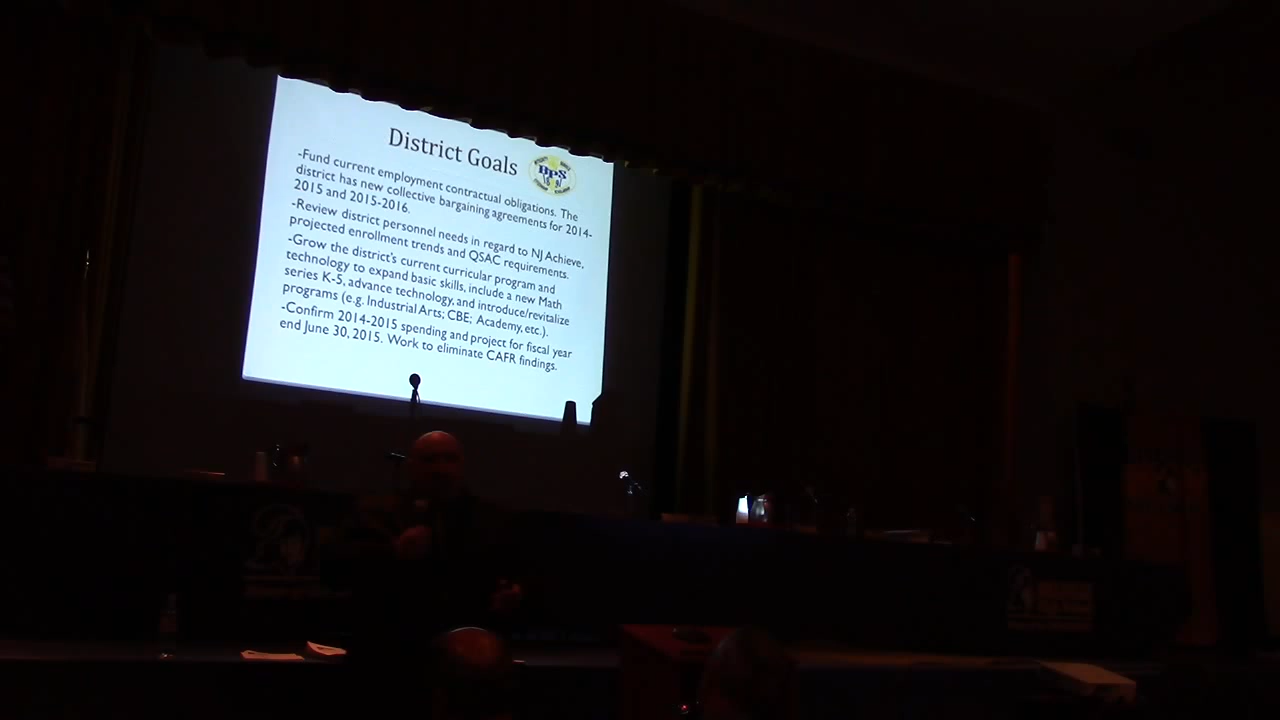 District Goals
BPS
-Fund current employment contractual obligations. The
district has new collective bargaining agreements for 2014-
2015 and 2015-2016.
-Review district personnel needs in regard to NJ Achieve,
projected enrollment trends and QSAC requirements.
-Grow the district's current curricular program and
technology to expand basic skills, include a new Math
series K-5, advance technology, and introduce/revitalize
programs (e.g. Industrial Arts; CBE; Academy, etc.).
-Confirm 2014-2015 spending and project for fiscal year
end June 30, 2015. Work to eliminate CAFR findings.